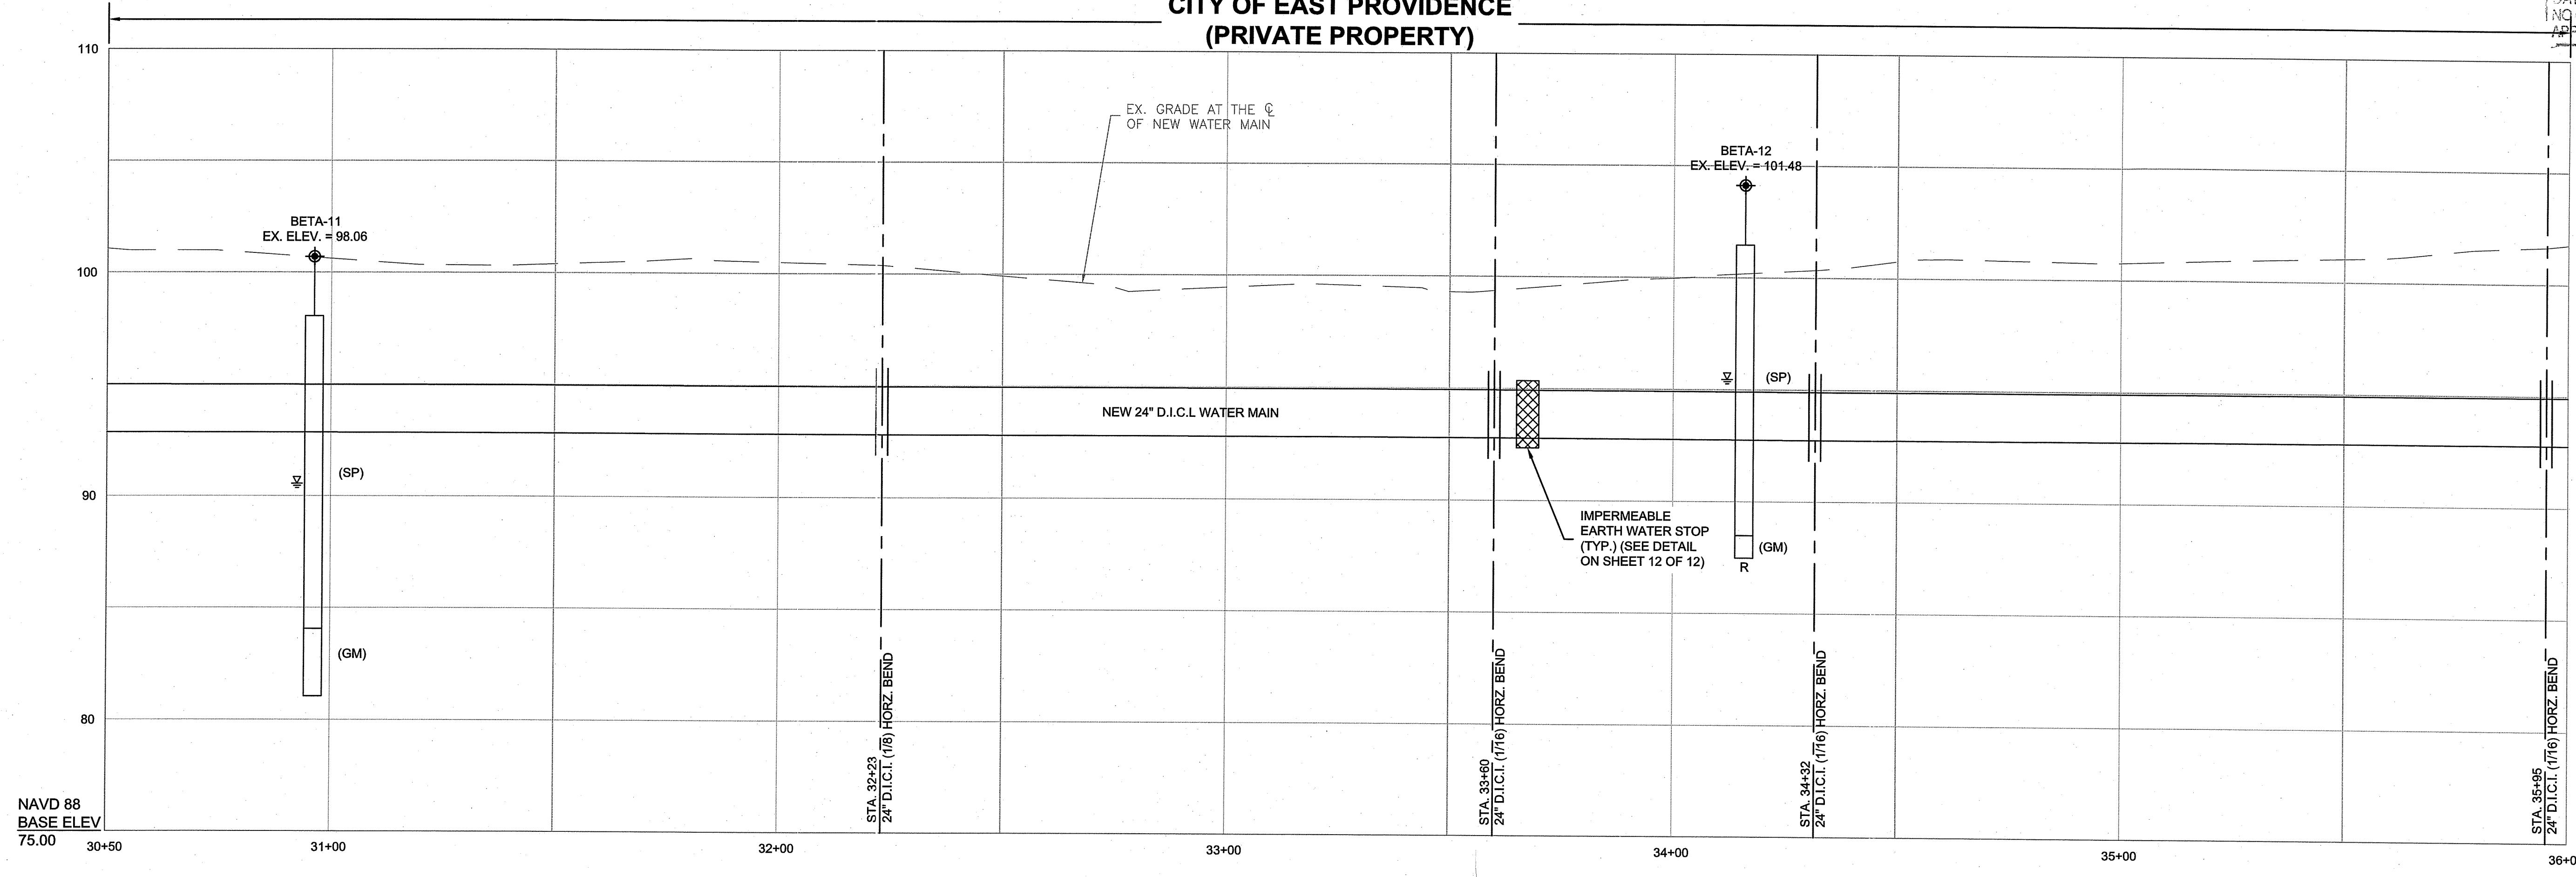 CITY OF EAST PROVIDENCE
(PRIVATE PROPERTY)
NO
110
EX. GRADE AT THE ℄
OF NEW WATER MAIN
BETA-12
EX. ELEV. = 101.48
BETA-11
EX. ELEV. = 98.06
100
(SP)
NEW 24" D.I.C.L WATER MAIN
(SP)
90
IMPERMEABLE
EARTH WATER STOP
(TYP.) (SEE DETAIL
ON SHEET 12 OF 12)
(GM)
R
(GM)
80
STA. 32+23
24" D.I.C.I. (1/8) HORZ. BEND
STA. 33+60
24" D.I.C.I. (1/16) HORZ. BEND
STA. 34+32
24" D.I.C.I. (1/16) HORZ. BEND
STA. 35+95
24" D.I.C.I. (1/16) HORZ. BEND
NAVD 88
BASE ELEV
75.00
30+50
31+00
32+00
33+00
34+00
35+00
36+0